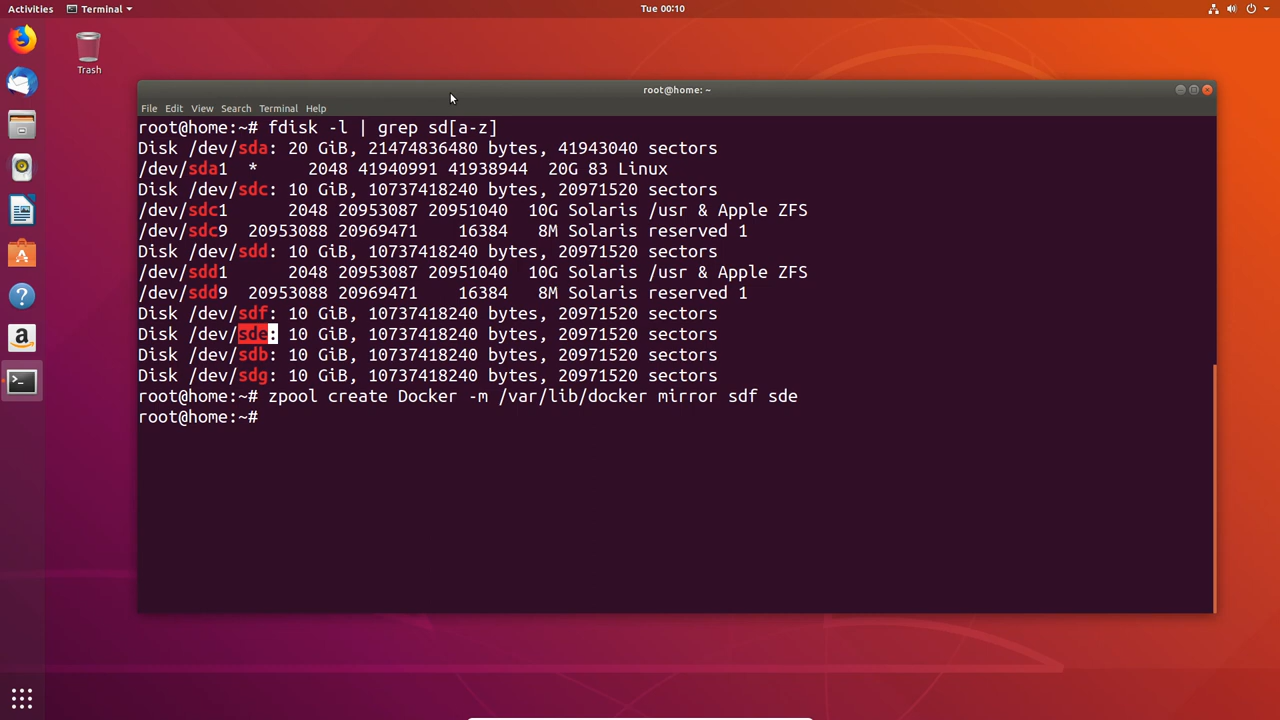 Activities Terminal Tue 00:10
Trash
root@home: ~
File Edit View Search Terminal Help
root@home:~# fdisk -l | grep sd[a-z]
Disk /dev/sda: 20 GiB, 21474836480 bytes, 41943040 sectors
/dev/sda1 * 2048 41940991 41938944 20G 83 Linux
Disk /dev/sdc: 10 GiB, 10737418240 bytes, 20971520 sectors
/dev/sdc1 2048 20953087 20951040 10G Solaris /usr & Apple ZFS
/dev/sdc9 20953088 20969471 16384 8M Solaris reserved 1
Disk /dev/sdd: 10 GiB, 10737418240 bytes, 20971520 sectors
/dev/sdd1 2048 20953087 20951040 10G Solaris /usr & Apple ZFS
/dev/sdd9 20953088 20969471 16384 8M Solaris reserved 1
Disk /dev/sdf: 10 GiB, 10737418240 bytes, 20971520 sectors
Disk /dev/sde: 10 GiB, 10737418240 bytes, 20971520 sectors
Disk /dev/sdb: 10 GiB, 10737418240 bytes, 20971520 sectors
Disk /dev/sdg: 10 GiB, 10737418240 bytes, 20971520 sectors
root@home:~# zpool create Docker -m /var/lib/docker mirror sdf sde
root@home:~#